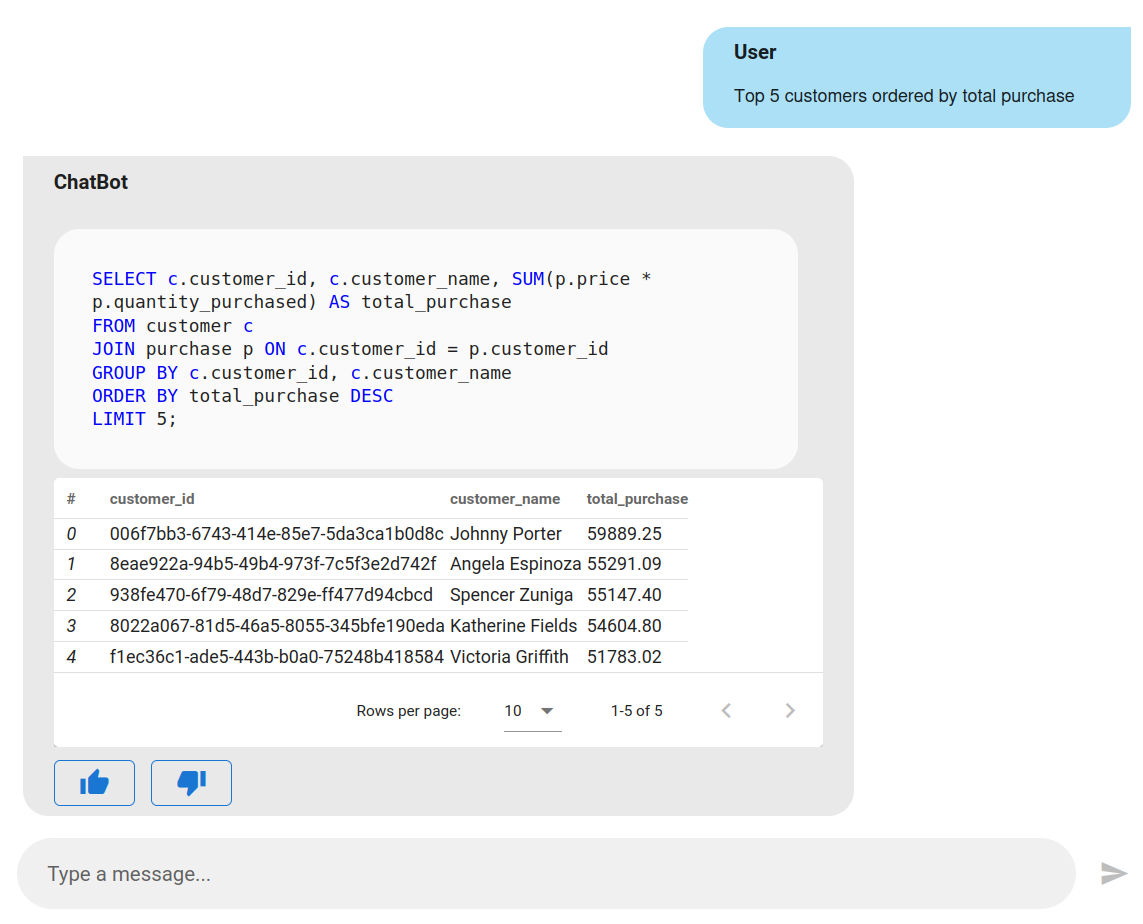 User
Top 5 customers ordered by total purchase
ChatBot
SELECT c.customer_id, c.customer_name, SUM(p.price *
p.quantity_purchased) AS total_purchase
FROM customer c
JOIN purchase p ON c.customer_id = p.customer_id
GROUP BY c.customer_id, c.customer_name
ORDER BY total_purchase DESC
LIMIT 5;
# customer_id customer_name total_purchase
0 006f7bb3-6743-414e-85e7-5da3ca1b0d8c Johnny Porter 59889.25
1 8eae922a-94b5-49b4-973f-7c5f3e2d742f Angela Espinoza 55291.09
2 938fe470-6f79-48d7-829e-ff477d94cbcd Spencer Zuniga 55147.40
3 8022a067-81d5-46a5-8055-345bfe190eda Katherine Fields 54604.80
4 f1ec36c1-ade5-443b-b0a0-75248b418584 Victoria Griffith 51783.02
Rows per page: 10 1-5 of 5
Type a message...